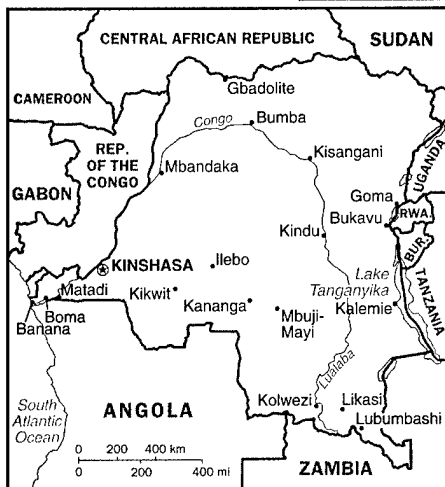 CENTRAL AFRICAN REPUBLIC
SUDAN
Gbadolite
CAMEROON
Congo
Bumba
REP.
OF THE
CONGO
Mbandaka
Kisangani
UGANDA
GABON
Goma
RWA.
Bukavu
Kindu
BUR.
KINSHASA
Ilebo
Lake
Tanganyika
TANZANIA
Matadi
Kikwit
Kananga
Kalemie
Banana
Boma
Mbuji-
Mayi
Lualaba
Kolwezi
Likasi
Lubumbashi
South
Atlantic
Ocean
ANGOLA
0 200 400 km
0 200 400 mi
ZAMBIA